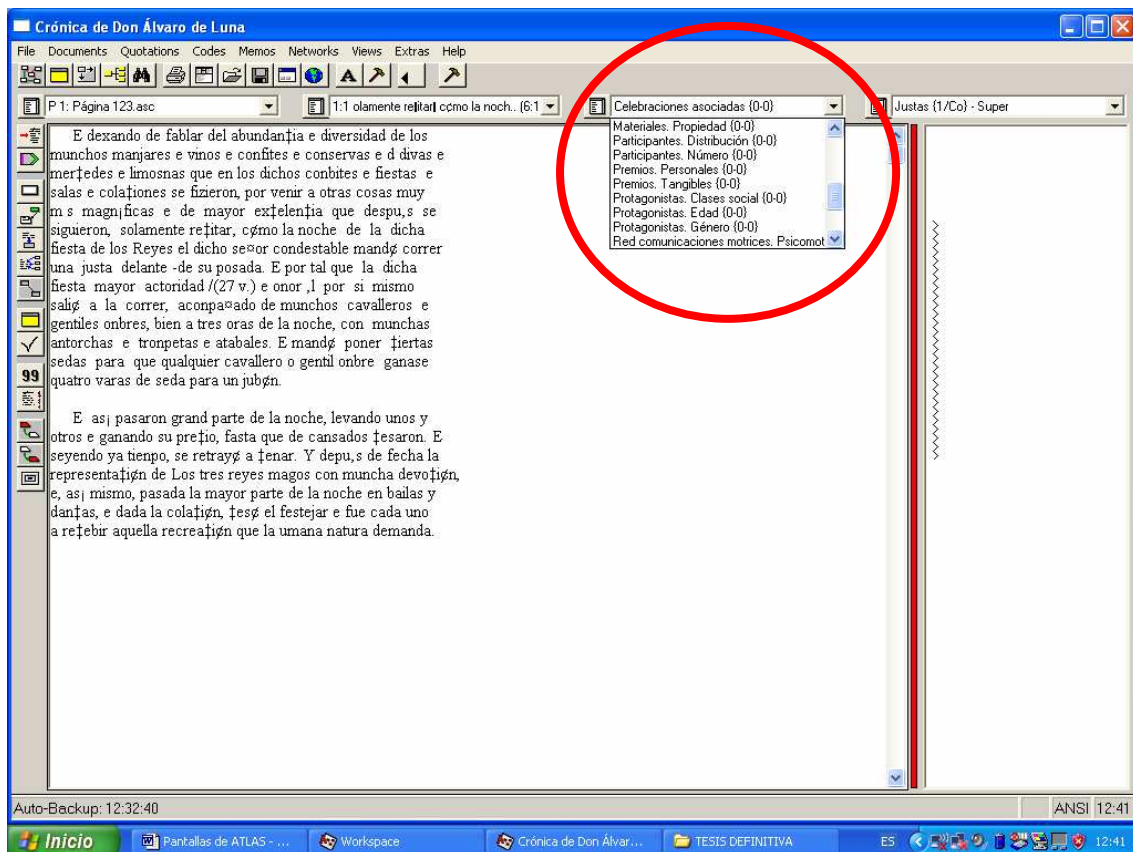 Crónica de Don Álvaro de Luna
File Documents Quotations Codes Memos Networks Views Extras Help
P 1: Página 123.asc
1:1 olamente re‡itar| cømo la noch.. (6:1
Celebraciones asociadas {0-0}
Justas {1/Co} - Super
Materiales. Propiedad {0-0}
Participantes. Distribución {0-0}
Participantes. Número {0-0}
Premios. Personales {0-0}
Premios. Tangibles {0-0}
Protagonistas. Clases social {0-0}
Protagonistas. Edad {0-0}
Protagonistas. Género {0-0}
Red comunicaciones motrices. Psicomot
E dexando de fablar del abundan‡ia e diversidad de los
munchos manjares e vinos e confites e conservas e d divas e
mer‡edes e limosnas que en los dichos conbites e fiestas e
salas e cola‡iones se fizieron, por venir a otras cosas muy
m s magn¡ficas e de mayor ex‡elen‡ia que despu‚s se
siguieron, solamente re‡itar, cømo la noche de la dicha
fiesta de los Reyes el dicho se¤or condestable mandø correr
una justa delante -de su posada. E por tal que la dicha
fiesta mayor actoridad /(27 v.) e onor ‚l por si mismo
saliø a la correr, aconpa¤ado de munchos cavalleros e
gentiles onbres, bien a tres oras de la noche, con munchas
antorchas e tronpetas e atabales. E mandø poner ‡iertas
sedas para que qualquier cavallero o gentil onbre ganase
quatro varas de seda para un jubøn.
E as¡ pasaron grand parte de la noche, levando unos y
otros e ganando su pre‡io, fasta que de cansados ‡esaron. E
seyendo ya tienpo, se retrayø a ‡enar. Y depu‚s de fecha la
representa‡iøn de Los tres reyes magos con muncha devo‡iøn,
e, as¡ mismo, pasada la mayor parte de la noche en bailas y
dan‡as, e dada la cola‡iøn, ‡esø el festejar e fue cada uno
a re‡ebir aquella recrea‡iøn que la umana natura demanda.
99
Auto-Backup: 12:32:40
ANSI 12:41
Inicio
Pantallas de ATLAS - ...
Workspace
Crónica de Don Álvar...
TESIS DEFINITIVA
ES
12:41